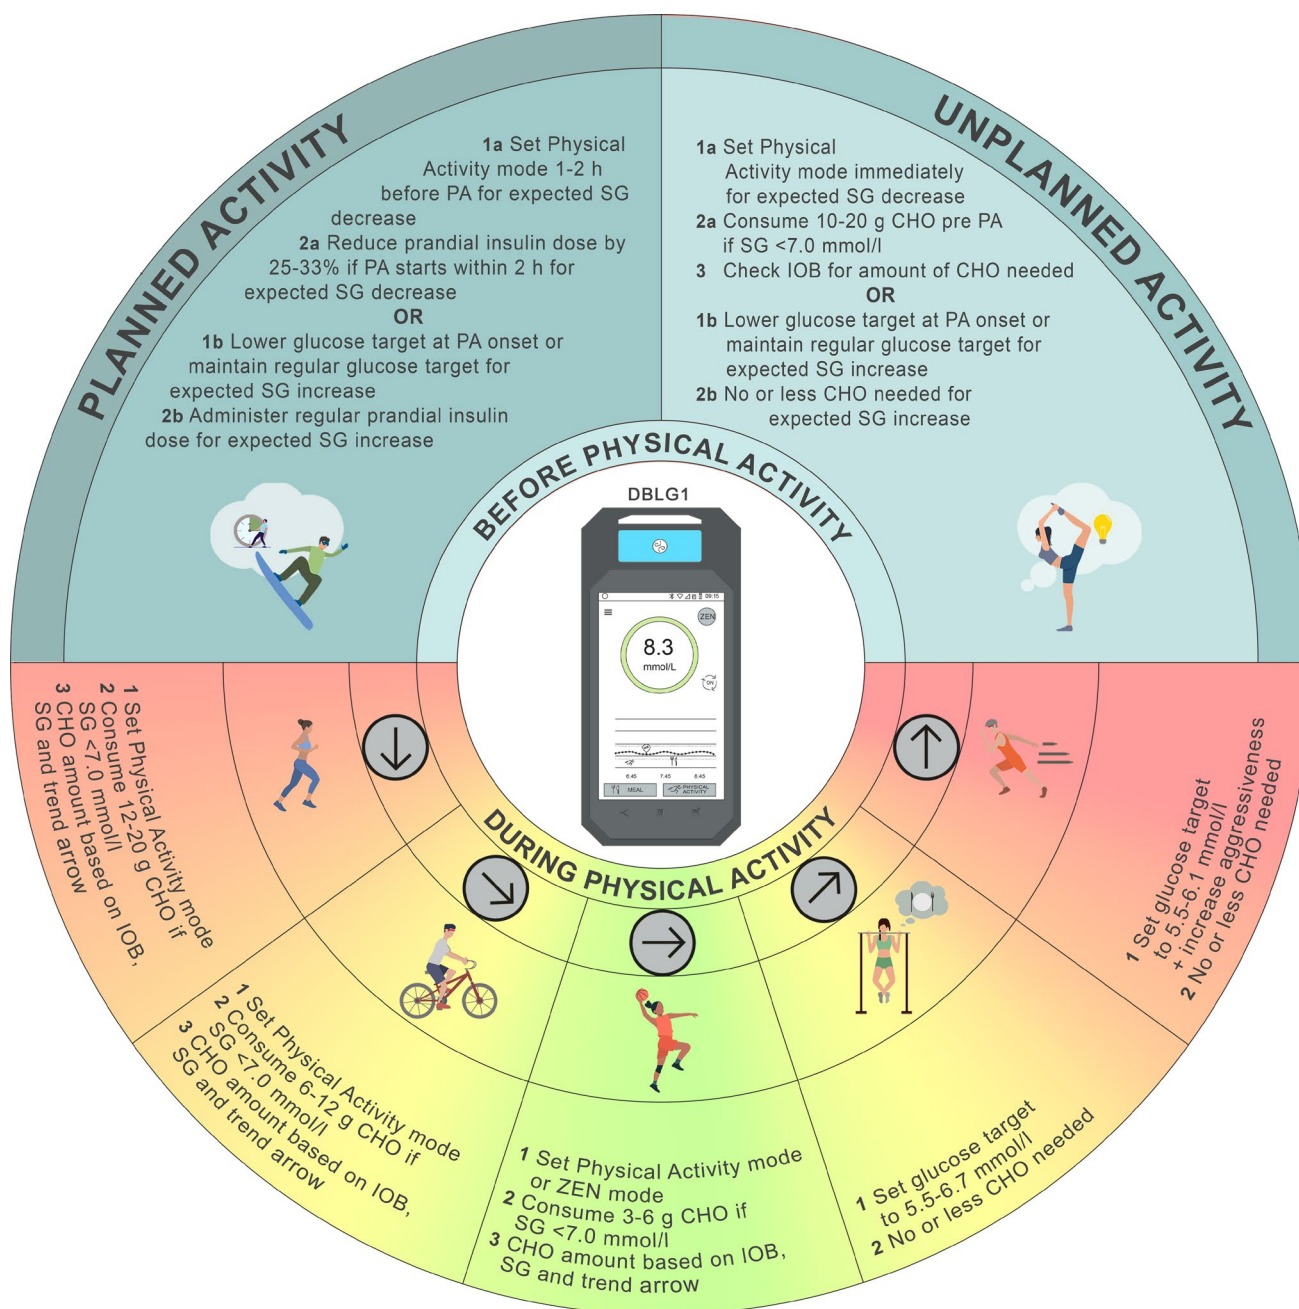 PLANNED ACTIVITY
1a Set Physical
Activity mode 1-2 h
before PA for expected SG
decrease
2a Reduce prandial insulin dose by
25-33% if PA starts within 2 h for
expected SG decrease
OR
1b Lower glucose target at PA onset or
maintain regular glucose target for
expected SG increase
2b Administer regular prandial insulin
dose for expected SG increase
UNPLANNED ACTIVITY
1a Set Physical
Activity mode immediately
for expected SG decrease
2a Consume 10-20 g CHO pre PA
if SG <7.0 mmol/l
3 Check IOB for amount of CHO needed
OR
1b Lower glucose target at PA onset or
maintain regular glucose target for
expected SG increase
2b No or less CHO needed for
expected SG increase
BEFORE PHYSICAL ACTIVITY
DBLG1
09:15
ZEN
8.3
mmol/L
ON
6:45 7.45 8:45
MEAL
PHYSICAL
ACTIVITY
DURING PHYSICAL ACTIVITY
1 Set Physical Activity mode
2 Consume 12-20 g CHO if
SG <7.0 mmol/l
3 CHO amount based on IOB,
SG and trend arrow
1 Set Physical Activity mode
2 Consume 6-12 g CHO if
SG <7.0 mmol/l
3 CHO amount based on IOB,
SG and trend arrow
1 Set Physical Activity mode
or ZEN mode
2 Consume 3-6 g CHO if
SG <7.0 mmol/l
3 CHO amount based on IOB,
SG and trend arrow
1 Set glucose target
to 5.5-6.7 mmol/l
2 No or less CHO needed
1 Set glucose target
to 5.5-6.1 mmol/l
+ increase aggressiveness
2 No or less CHO needed